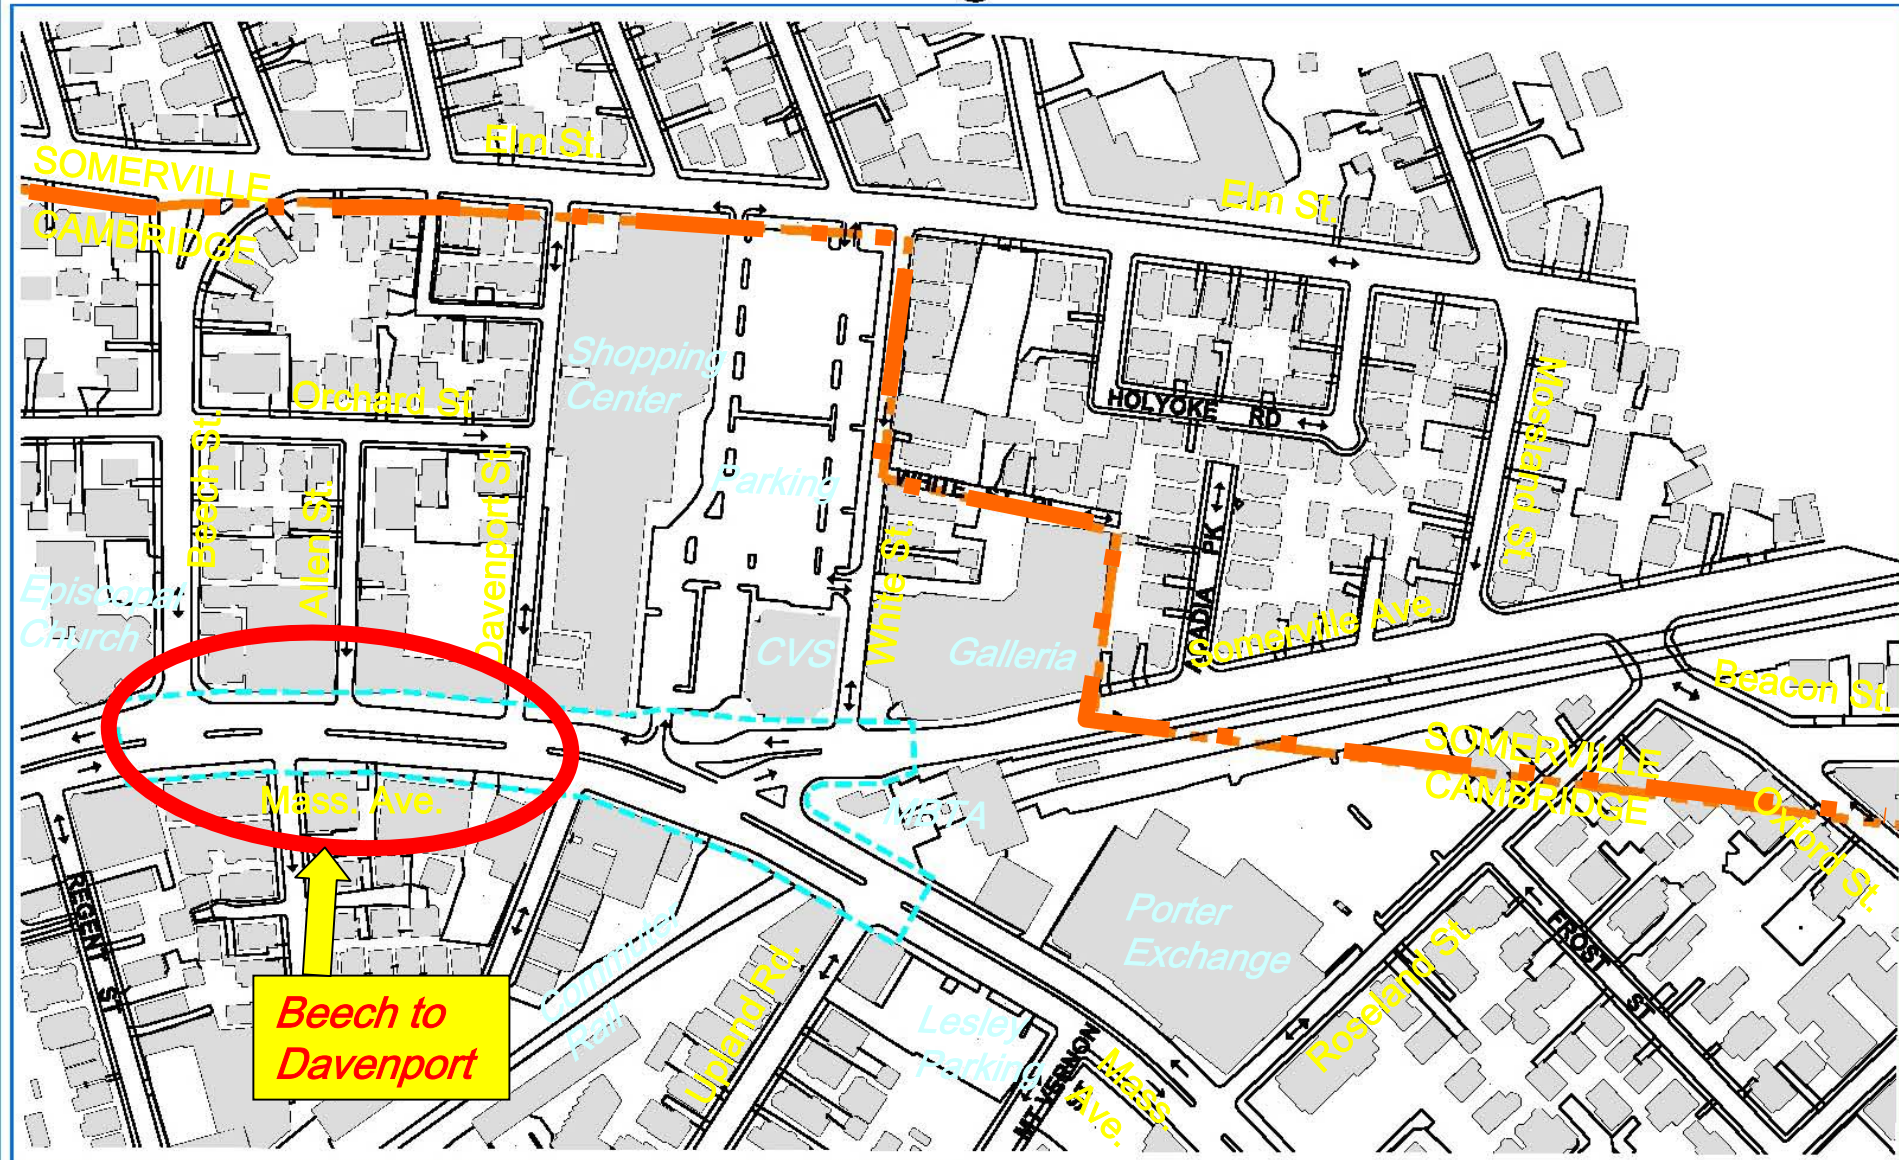 Elm St.
SOMERVILLE
CAMBRIDGE
Elm St.
Shopping
Center
Orchard St.
HOLYOKE RD
Mossland St.
Beech St.
Allen St.
Davenport St.
Parking
WHITE ST
White St.
Episcopal
Church
CVS
Galleria
Somerville Ave.
Beacon St.
SOMERVILLE
CAMBRIDGE
Mass. Ave.
MBTA
Oxford St.
REGENT ST
Commuter
Rail
Upland Rd.
Porter
Exchange
Roseland St.
FROST ST
Lesley
Parking
MT VERNON
Mass.
Ave.
Beech to
Davenport